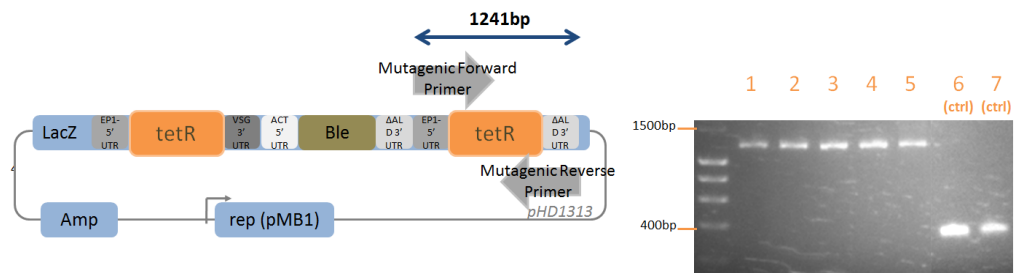 1241bp
Mutagenic Forward
Primer
LacZ
EP1-
5’
UTR
tetR
VSG
3’
UTR
ACT
5’
UTR
Ble
ΔAL
D 3’
UTR
EP1-
5’
UTR
tetR
ΔAL
D 3’
UTR
Mutagenic Reverse
Primer
pHD1313
Amp
rep (pMB1)
1 2 3 4 5 6 7
(ctrl) (ctrl)
1500bp
400bp